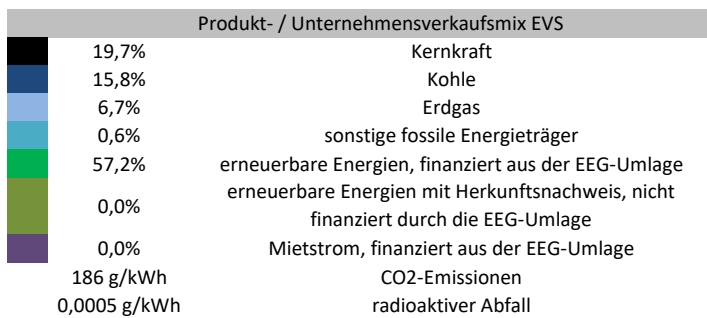 Produkt- / Unternehmensverkaufsmix EVS
19,7% Kernkraft
15,8% Kohle
6,7% Erdgas
0,6% sonstige fossile Energieträger
57,2% erneuerbare Energien, finanziert aus der EEG-Umlage
erneuerbare Energien mit Herkunftsnachweis, nicht
0,0%
finanziert durch die EEG-Umlage
0,0% Mietstrom, finanziert aus der EEG-Umlage
186 g/kWh CO2-Emissionen
0,0005 g/kWh radioaktiver Abfall